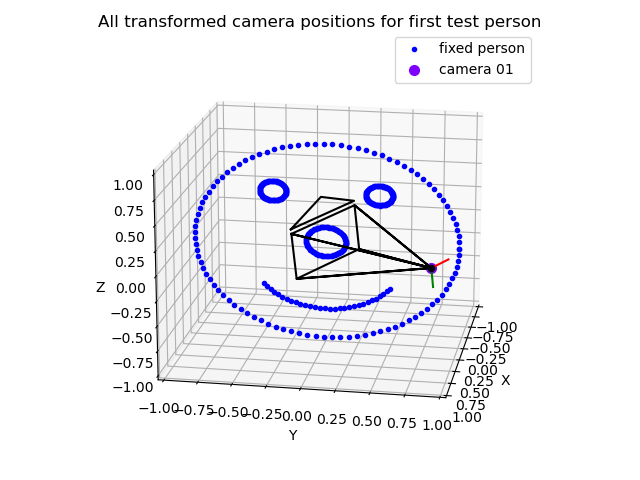 All transformed camera positions for first test person
fixed person
camera 01
1.00
0.75
0.50
0.25
Z 0.00
−0.25
−0.50
−0.75
−1.00
−1.00−0.75−0.50−0.25 0.00 0.25 0.50 0.75 1.00
Y
−1.00
−0.75
−0.50
−0.25
0.00
0.25
0.50
0.75
1.00
X